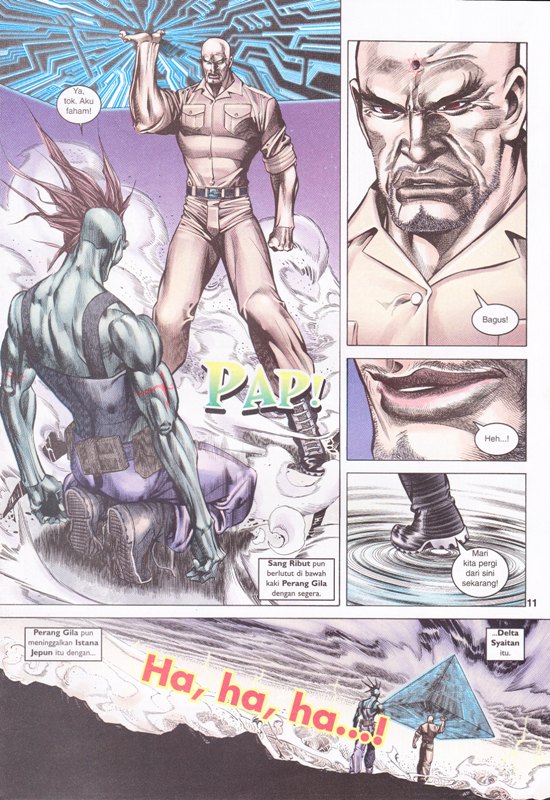 Ya,
tok. Aku
faham!
PAP!
Sang Ribut pun
berlutut di bawah
kaki Perang Gila
dengan segera.
Bagus!
Heh...!
Mari
kita pergi
dari sini
sekarang!
11
Perang Gila pun
meninggalkan Istana
Jepun itu dengan...
...Delta
Syaitan
itu.
Ha, ha, ha....!